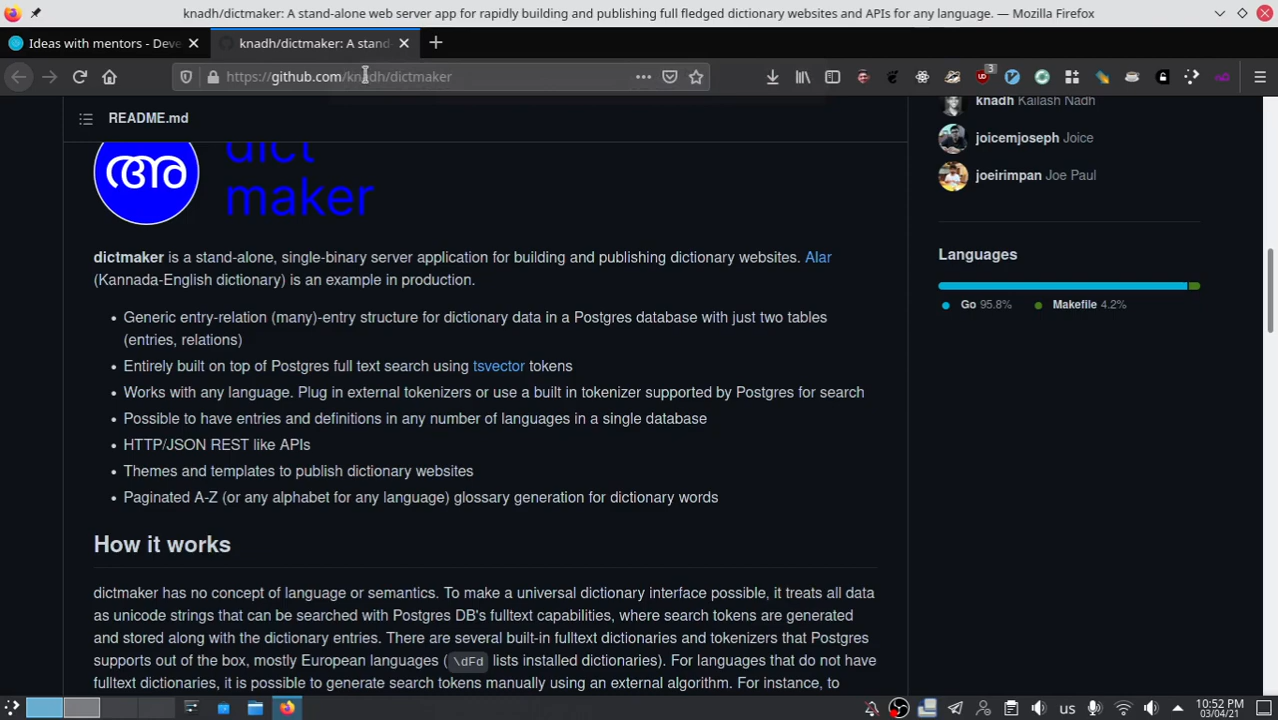 knadh/dictmaker: A stand-alone web server app for rapidly building and publishing full fledged dictionary websites and APIs for any language. — Mozilla Firefox
Ideas with mentors - Deve
knadh/dictmaker: A stand-
https://github.com/knadh/dictmaker
3
README.md
knadh Kailash Nadh
joicemjoseph Joice
joeirimpan Joe Paul
അ
dict
maker
dictmaker is a stand-alone, single-binary server application for building and publishing dictionary websites. Alar
(Kannada-English dictionary) is an example in production.
• Generic entry-relation (many)-entry structure for dictionary data in a Postgres database with just two tables
(entries, relations)
• Entirely built on top of Postgres full text search using tsvector tokens
• Works with any language. Plug in external tokenizers or use a built in tokenizer supported by Postgres for search
• Possible to have entries and definitions in any number of languages in a single database
• HTTP/JSON REST like APIs
• Themes and templates to publish dictionary websites
• Paginated A-Z (or any alphabet for any language) glossary generation for dictionary words
Languages
Go 95.8%
Makefile 4.2%
How it works
dictmaker has no concept of language or semantics. To make a universal dictionary interface possible, it treats all data
as unicode strings that can be searched with Postgres DB's fulltext capabilities, where search tokens are generated
and stored along with the dictionary entries. There are several built-in fulltext dictionaries and tokenizers that Postgres
supports out of the box, mostly European languages ( \dFd lists installed dictionaries). For languages that do not have
fulltext dictionaries, it is possible to generate search tokens manually using an external algorithm. For instance, to
us
10:52 PM
03/04/21